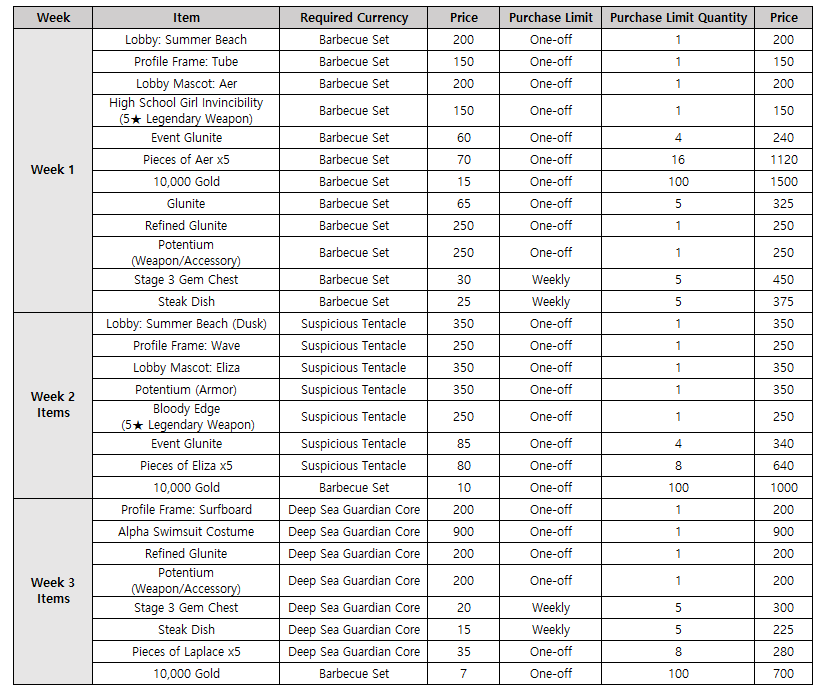 Week Item Required Currency Price Purchase Limit Purchase Limit Quantity Price
Lobby: Summer Beach Barbecue Set 200 One-off 1 200
Profile Frame: Tube Barbecue Set 150 One-off 1 150
Lobby Mascot: Aer Barbecue Set 200 One-off 1 200
High School Girl Invincibility
(5★ Legendary Weapon) Barbecue Set 150 One-off 1 150
Event Glunite Barbecue Set 60 One-off 4 240
Pieces of Aer x5 Barbecue Set 70 One-off 16 1120
Week 1
10,000 Gold Barbecue Set 15 One-off 100 1500
Glunite Barbecue Set 65 One-off 5 325
Refined Glunite Barbecue Set 250 One-off 1 250
Potentium
(Weapon/Accessory) Barbecue Set 250 One-off 1 250
Stage 3 Gem Chest Barbecue Set 30 Weekly 5 450
Steak Dish Barbecue Set 25 Weekly 5 375
Lobby: Summer Beach (Dusk) Suspicious Tentacle 350 One-off 1 350
Profile Frame: Wave Suspicious Tentacle 250 One-off 1 250
Lobby Mascot: Eliza Suspicious Tentacle 350 One-off 1 350
Week 2
Items
Potentium (Armor) Suspicious Tentacle 350 One-off 1 350
Bloody Edge
(5★ Legendary Weapon) Suspicious Tentacle 250 One-off 1 250
Event Glunite Suspicious Tentacle 85 One-off 4 340
Pieces of Eliza x5 Suspicious Tentacle 80 One-off 8 640
10,000 Gold Barbecue Set 10 One-off 100 1000
Profile Frame: Surfboard Deep Sea Guardian Core 200 One-off 1 200
Alpha Swimsuit Costume Deep Sea Guardian Core 900 One-off 1 900
Refined Glunite Deep Sea Guardian Core 200 One-off 1 200
Week 3
Items
Potentium
(Weapon/Accessory) Deep Sea Guardian Core 200 One-off 1 200
Stage 3 Gem Chest Deep Sea Guardian Core 20 Weekly 5 300
Steak Dish Deep Sea Guardian Core 15 Weekly 5 225
Pieces of Laplace x5 Deep Sea Guardian Core 35 One-off 8 280
10,000 Gold Barbecue Set 7 One-off 100 700